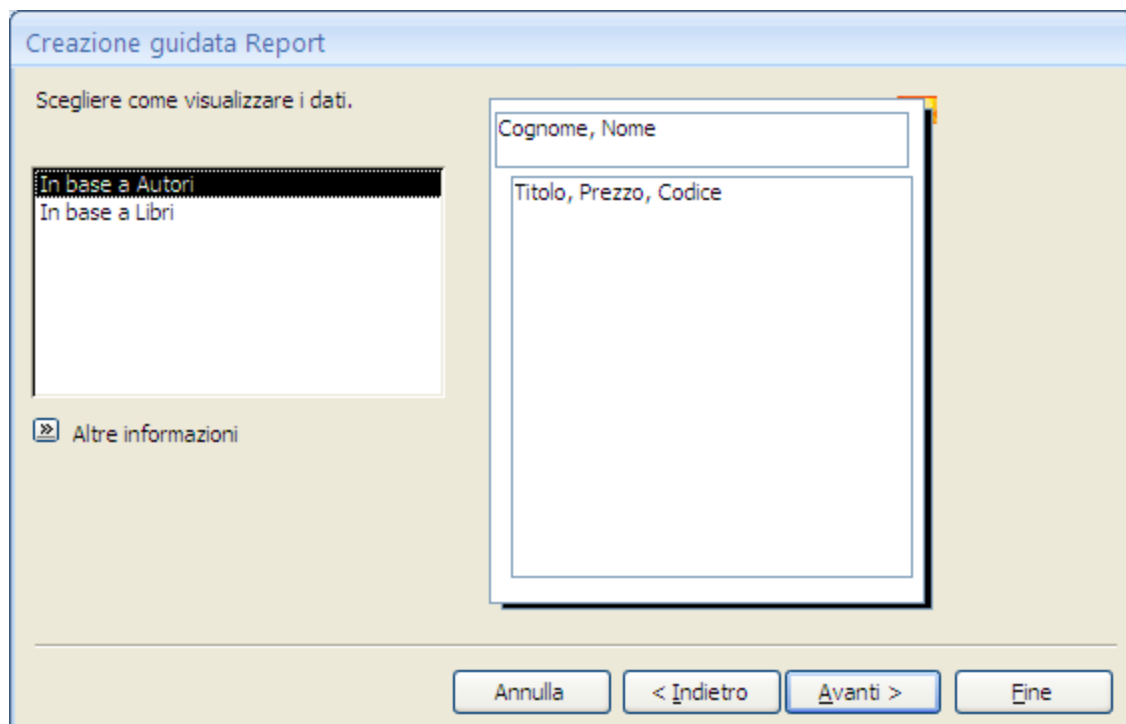 Creazione guidata Report
Scegliere come visualizzare i dati.
In base a Autori
In base a Libri
Cognome, Nome
Titolo, Prezzo, Codice
Altre informazioni
Annulla
< Indietro
Avanti >
Fine